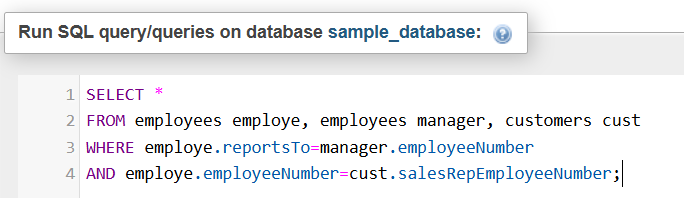 Run SQL query/queries on database sample_database:
1 SELECT *
2 FROM employees employe, employees manager, customers cust
3 WHERE employe.reportsTo=manager.employeeNumber
4 AND employe.employeeNumber=cust.salesRepEmployeeNumber;